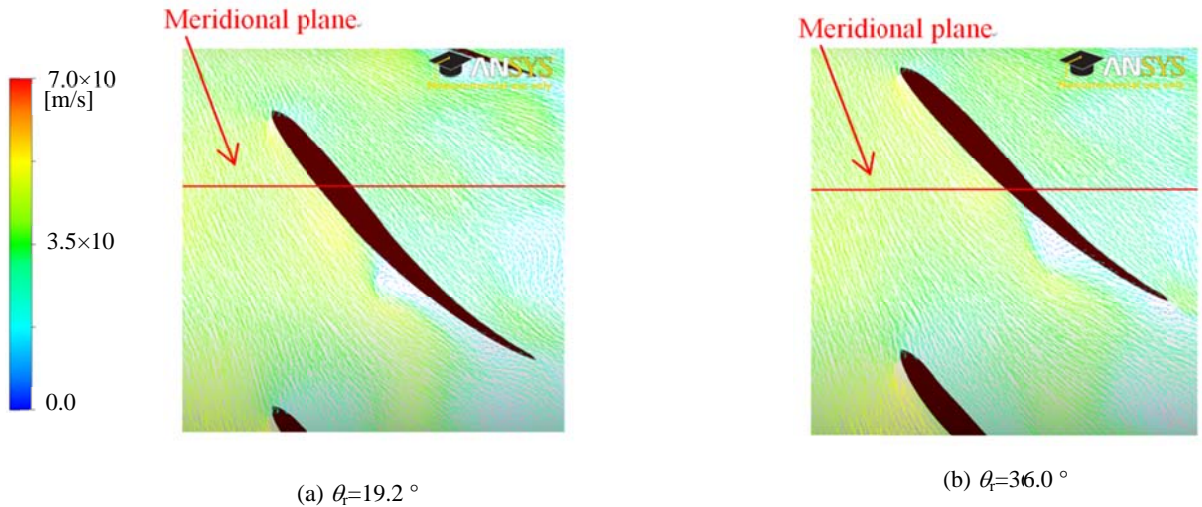 Meridional plane
Meridional plane
ANSYS
ANSYS
7.0×10
[m/s]
3.5×10
0.0
(a) θr=19.2 °
(b) θr=36.0 °